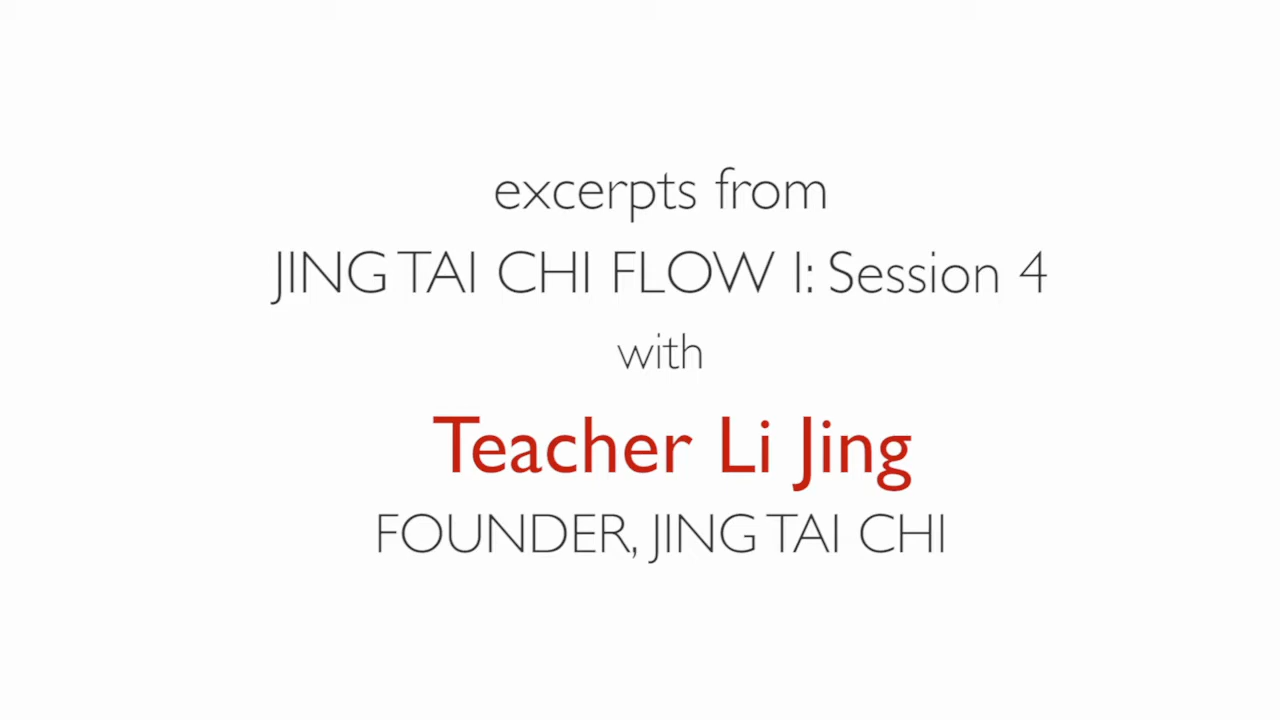 excerpts from
JING TAI CHI FLOW I: Session 4
with
Teacher Li Jing
FOUNDER, JING TAI CHI